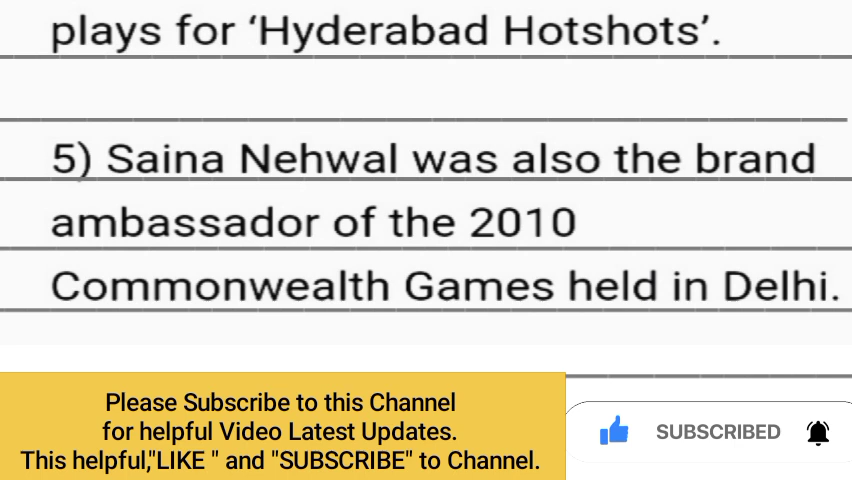 plays for ‘Hyderabad Hotshots’.
5) Saina Nehwal was also the brand
ambassador of the 2010
Commonwealth Games held in Delhi.
Please Subscribe to this Channel
for helpful Video Latest Updates.
This helpful,"LIKE " and "SUBSCRIBE" to Channel.
SUBSCRIBED